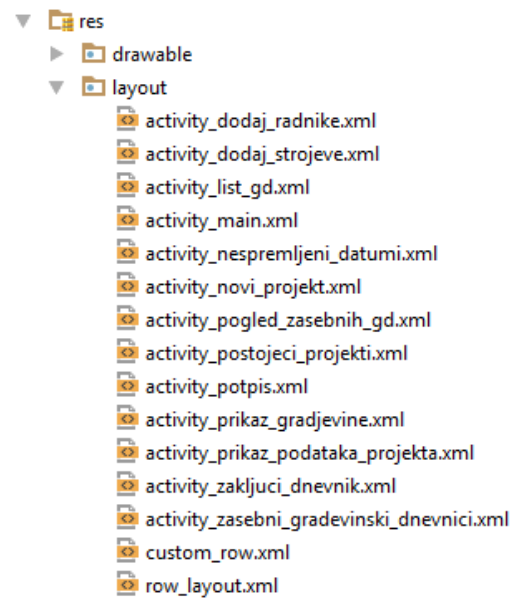 res
drawable
layout
activity_dodaj_radnike.xml
activity_dodaj_strojeve.xml
activity_list_gd.xml
activity_main.xml
activity_nespremljeni_datumi.xml
activity_novi_projekt.xml
activity_pogled_zasebnih_gd.xml
activity_postojeci_projekti.xml
activity_potpis.xml
activity_prikaz_gradjevine.xml
activity_prikaz_podataka_projekta.xml
activity_zakljuci_dnevnik.xml
activity_zasebni_gradevinski_dnevnici.xml
custom_row.xml
row_layout.xml